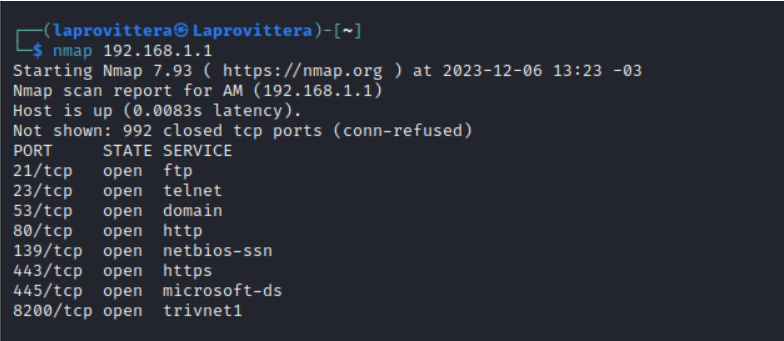 ┌──(laprovittera㉿Laprovittera)-[~]
└─$ nmap 192.168.1.1
Starting Nmap 7.93 ( https://nmap.org ) at 2023-12-06 13:23 -03
Nmap scan report for AM (192.168.1.1)
Host is up (0.0083s latency).
Not shown: 992 closed tcp ports (conn-refused)
PORT     STATE SERVICE
21/tcp   open  ftp
23/tcp   open  telnet
53/tcp   open  domain
80/tcp   open  http
139/tcp  open  netbios-ssn
443/tcp  open  https
445/tcp  open  microsoft-ds
8200/tcp open  trivnet1